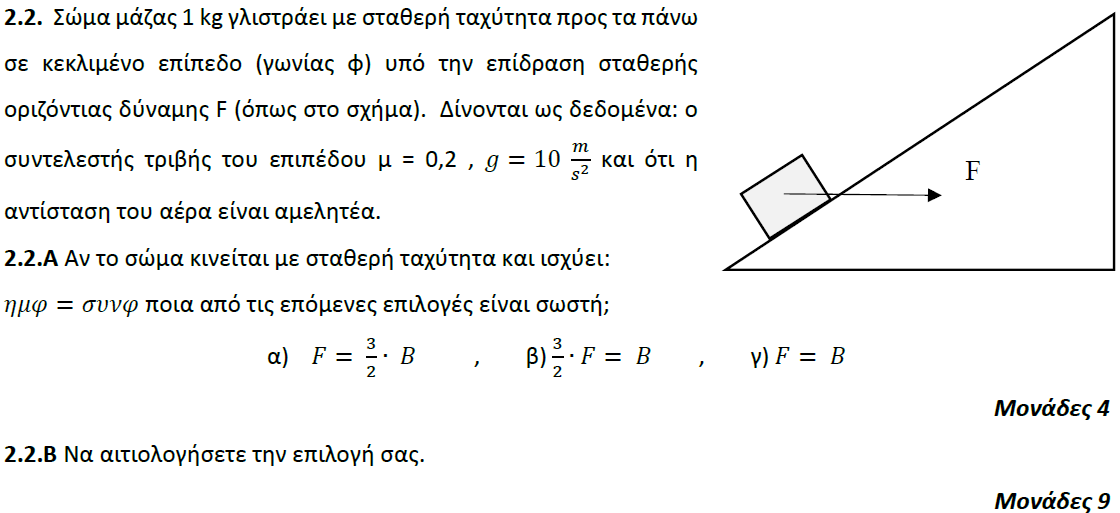 2.2. Σώμα μάζας 1 kg γλιστράει με σταθερή ταχύτητα προς τα πάνω
σε κεκλιμένο επίπεδο (γωνίας φ) υπό την επίδραση σταθερής
οριζόντιας δύναμης F (όπως στο σχήμα). Δίνονται ως δεδομένα: ο
συντελεστής τριβής του επιπέδου μ = 0,2 , g = 10 m/s² και ότι η
αντίσταση του αέρα είναι αμελητέα.
F
2.2.Α Αν το σώμα κινείται με σταθερή ταχύτητα και ισχύει:
ημφ = συνφ ποια από τις επόμενες επιλογές είναι σωστή;
α) F = 3/2 · B , β) 3/2 · F = B , γ) F = B
Μονάδες 4
2.2.Β Να αιτιολογήσετε την επιλογή σας.
Μονάδες 9